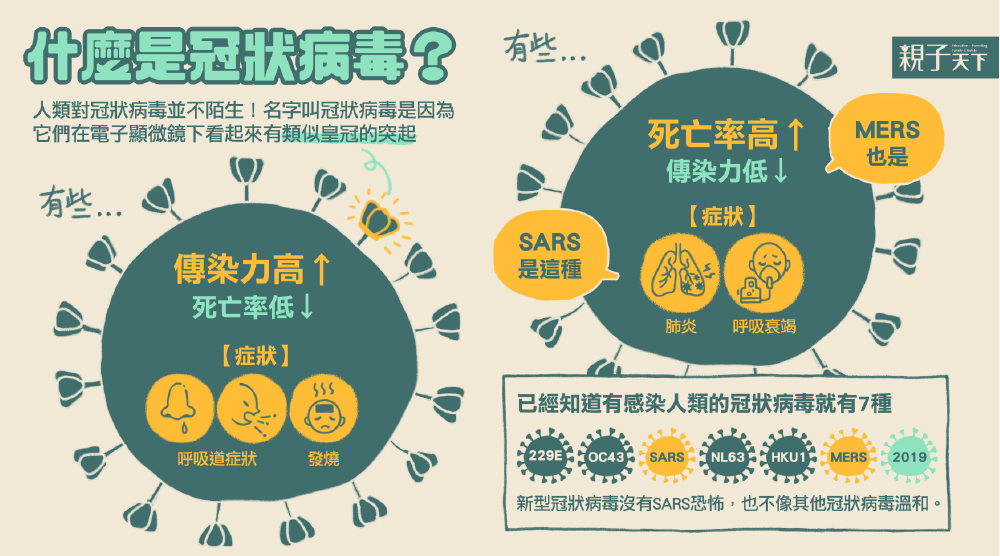 什麼是冠狀病毒？
人類對冠狀病毒並不陌生！名字叫冠狀病毒是因為
它們在電子顯微鏡下看起來有類似皇冠的突起
有些...
傳染力高↑
死亡率低↓
【症狀】
呼吸道症狀
發燒
有些...
親子天下
死亡率高↑
傳染力低↓
MERS
也是
SARS
是這種
【症狀】
肺炎
呼吸衰竭
已經知道有感染人類的冠狀病毒就有7種
229E
OC43
SARS
NL63
HKU1
MERS
2019
新型冠狀病毒沒有SARS恐怖，也不像其他冠狀病毒溫和。